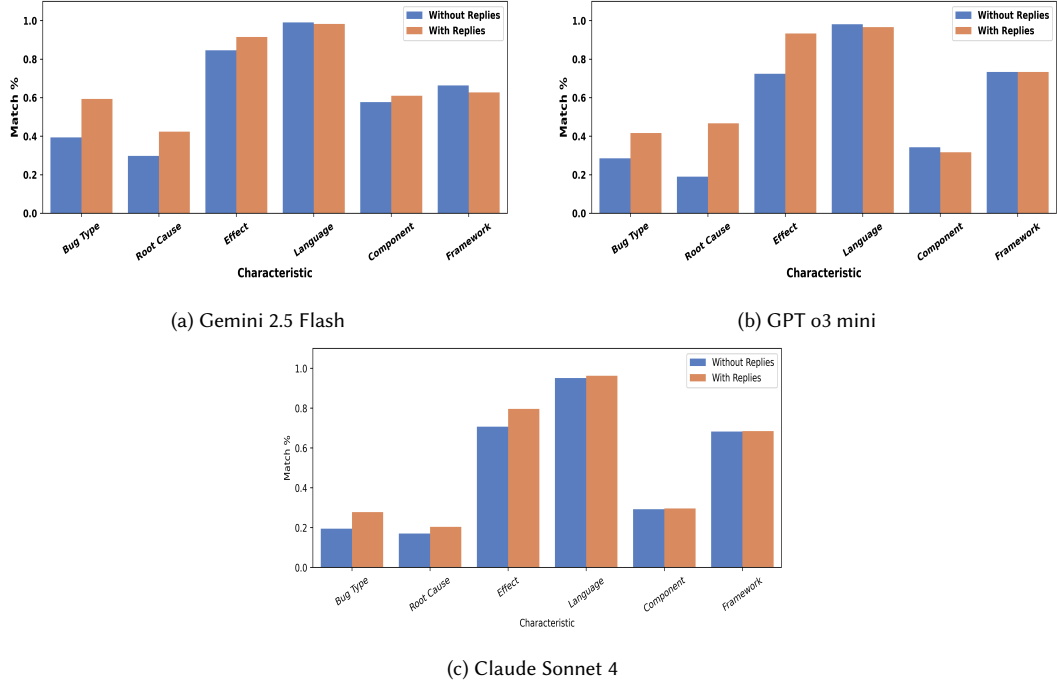 Match %
1.0
0.8
0.6
0.4
0.2
0.0
Without Replies
With Replies
Bug Type
Root Cause
Effect
Language
Component
Framework
Characteristic
(a) Gemini 2.5 Flash
Match %
1.0
0.8
0.6
0.4
0.2
0.0
Without Replies
With Replies
Bug Type
Root Cause
Effect
Language
Component
Framework
Characteristic
(b) GPT o3 mini
Match %
1.0
0.8
0.6
0.4
0.2
0.0
Without Replies
With Replies
Bug Type
Root Cause
Effect
Language
Component
Framework
Characteristic
(c) Claude Sonnet 4